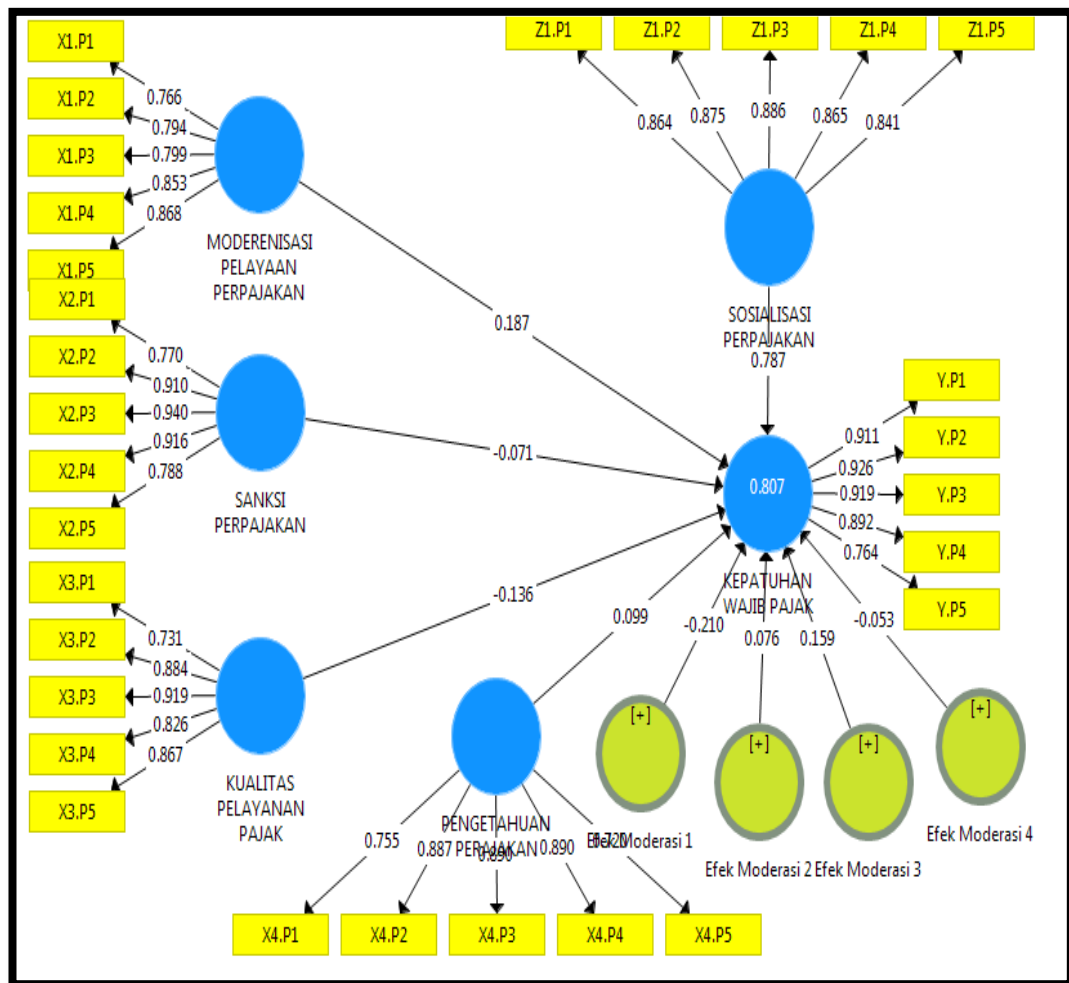 X1.P1
X1.P2
X1.P3
X1.P4
X1.P5
0.766
0.794
0.799
0.853
0.868
MODERENISASI
PELAYAAN
PERPAJAKAN
Z1.P1
Z1.P2
Z1.P3
Z1.P4
Z1.P5
0.864
0.875
0.886
0.865
0.841
SOSIALISASI
PERPAJAKAN
0.787
0.187
X2.P1
X2.P2
X2.P3
X2.P4
X2.P5
0.770
0.910
0.940
0.916
0.788
SANKSI
PERPAJAKAN
-0.071
0.807
KEPATUHAN
WAJIB PAJAK
Y.P1
Y.P2
Y.P3
Y.P4
Y.P5
0.911
0.926
0.919
0.892
0.764
X3.P1
X3.P2
X3.P3
X3.P4
X3.P5
0.731
0.884
0.919
0.826
0.867
KUALITAS
PELAYANAN
PAJAK
-0.136
0.099
-0.210
0.076
0.159
-0.053
[+]
[+]
[+]
[+]
Efek Moderasi 1
Efek Moderasi 2
Efek Moderasi 3
Efek Moderasi 4
PENGETAHUAN
PERAJAKAN
0.755
0.887
0.890
0.890
X4.P1
X4.P2
X4.P3
X4.P4
X4.P5